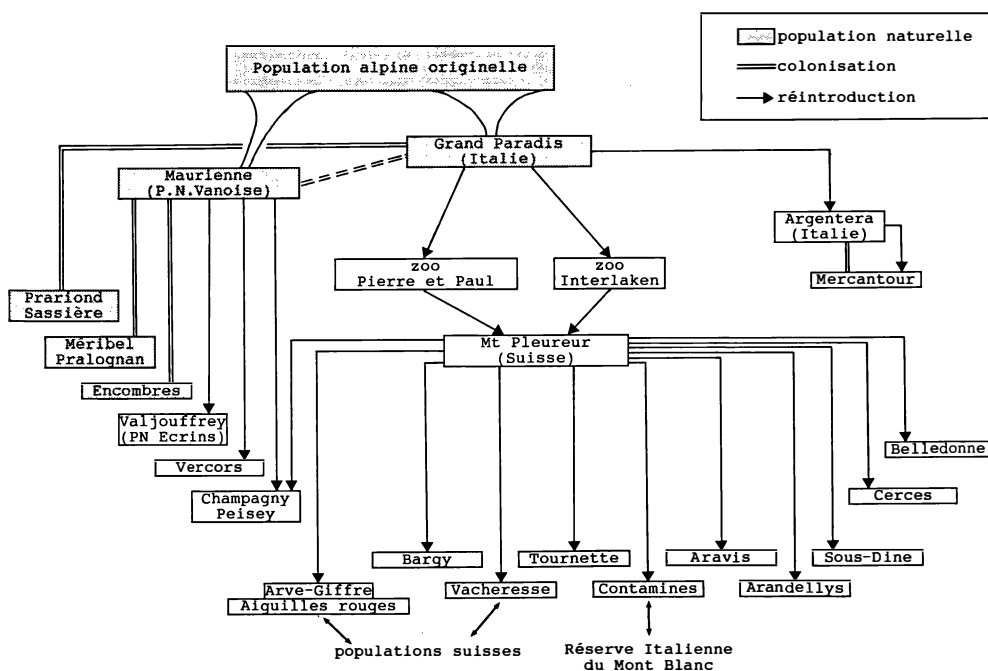 population naturelle
colonisation
réintroduction
Population alpine originelle
Grand Paradis
(Italie)
Maurienne
(P.N.Vanoise)
Argentera
(Italie)
Mercantour
zoo
Pierre et Paul
zoo
Interlaken
Prariond
Sassière
Méribel
Pralognan
Encombres
Valjouffrey
(PN Ecrins)
Vercors
Champagny
Peisey
Mt Pleureur
(Suisse)
Belledonne
Cerces
Bargy
Tournette
Aravis
Sous-Dine
Arve-Giffre
Aiguilles rouges
Vacheresse
Contamines
Arandellys
populations suisses
Réserve Italienne
du Mont Blanc